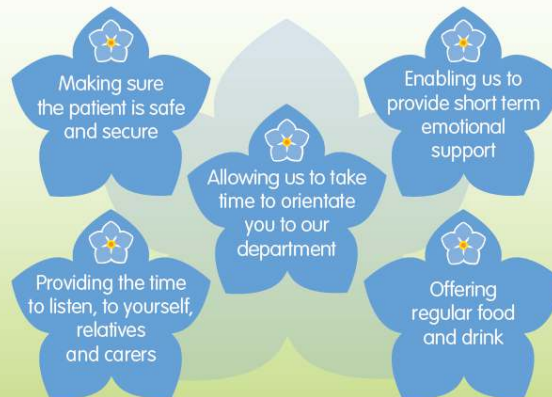 Making sure
the patient is safe
and secure
Enabling us to
provide short term
emotional
support
Allowing us to take
time to orientate
you to our
department
Providing the time
to listen, to yourself,
relatives
and carers
Offering
regular food
and drink